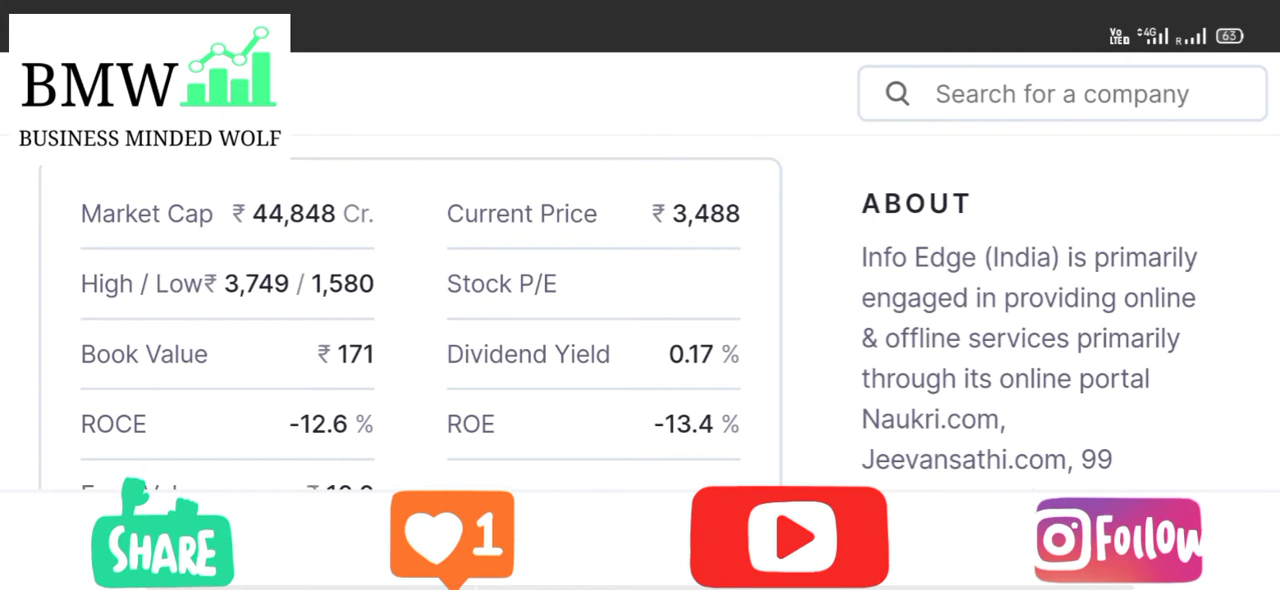 VoLTE 4G R 63
BMW
BUSINESS MINDED WOLF
Search for a company
Market Cap ₹ 44,848 Cr.
Current Price ₹ 3,488
High / Low ₹ 3,749 / 1,580
Stock P/E
Book Value ₹ 171
Dividend Yield 0.17 %
ROCE -12.6 %
ROE -13.4 %
ABOUT
Info Edge (India) is primarily
engaged in providing online
& offline services primarily
through its online portal
Naukri.com,
Jeevansathi.com, 99
SHARE
1
Follow